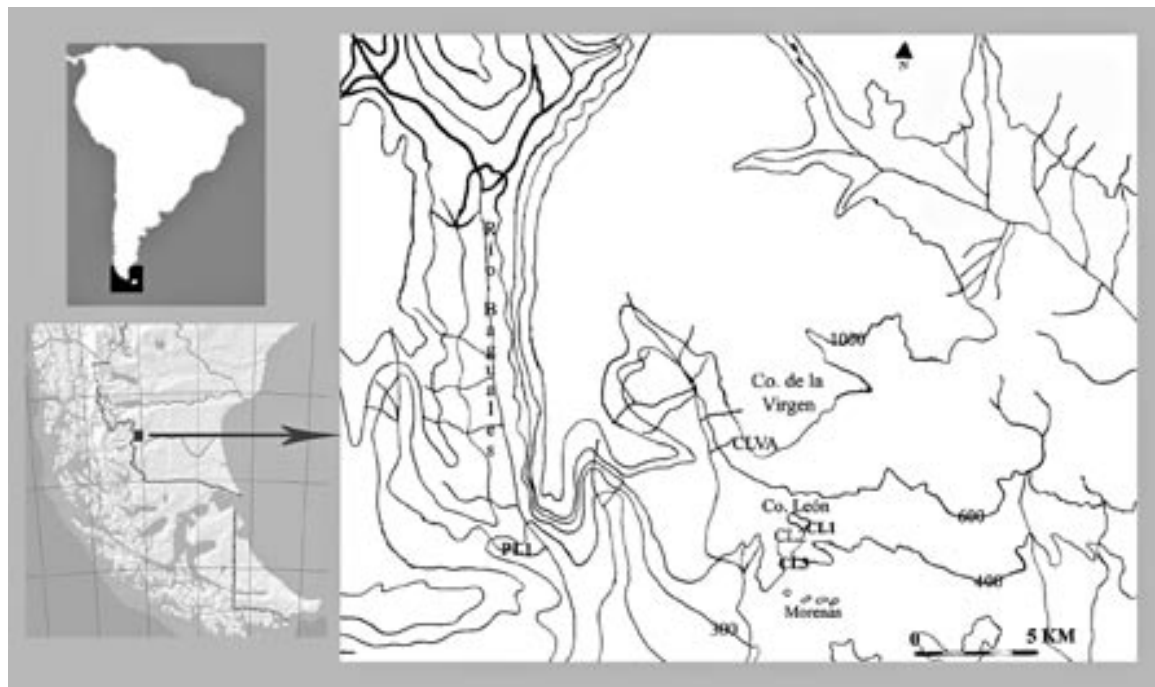 N
Río Baguales
1000
Co. de la
Virgen
CLVA
Co. León
CL1
CL2
CL3
600
400
PL1
Morenas
300
0 5 KM